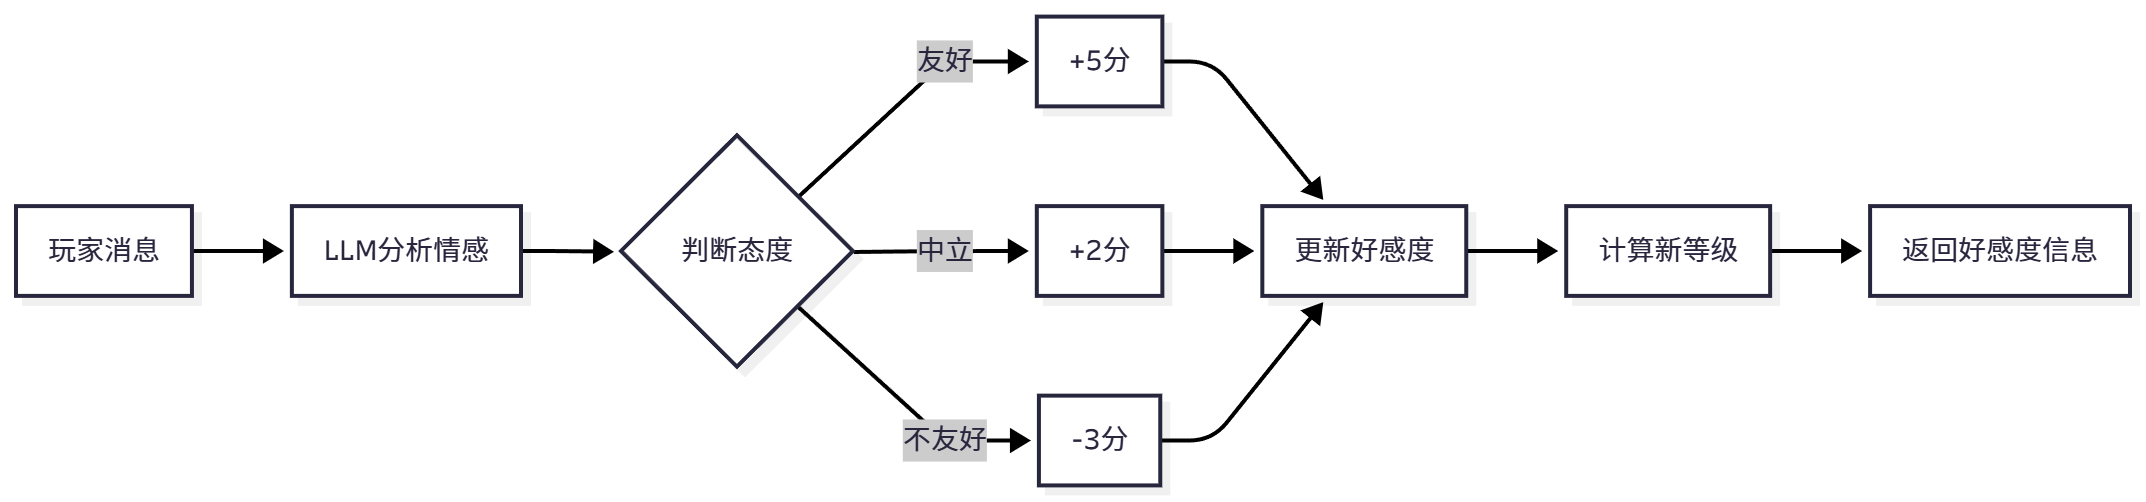 玩家消息
LLM分析情感
判断态度
友好
+5分
中立
+2分
不友好
-3分
更新好感度
计算新等级
返回好感度信息